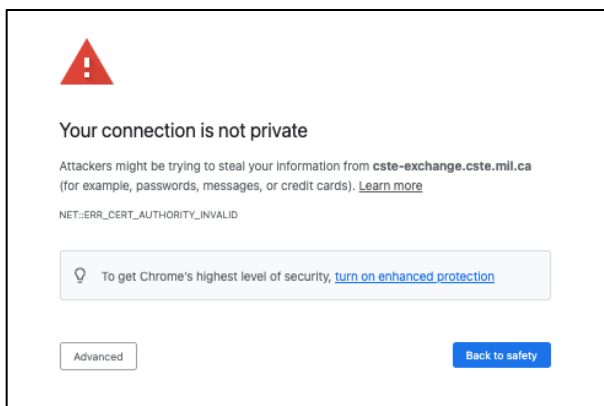 Your connection is not private
Attackers might be trying to steal your information from cste-exchange.cste.mil.ca
(for example, passwords, messages, or credit cards). Learn more
NET::ERR_CERT_AUTHORITY_INVALID
To get Chrome's highest level of security, turn on enhanced protection
Advanced
Back to safety